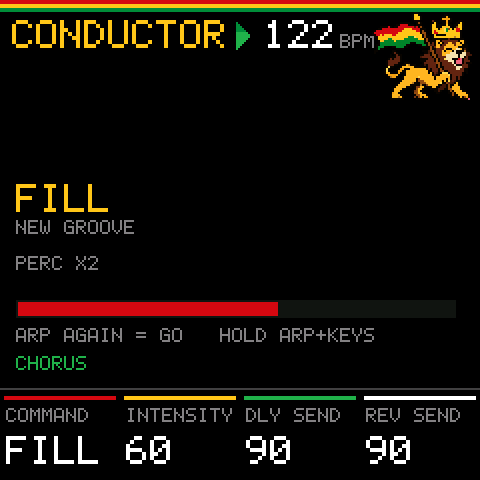 CONDUCTOR 122 BPM
FILL
NEW GROOVE
PERC X2
ARP AGAIN = GO HOLD ARP+KEYS
CHORUS
COMMAND INTENSITY DLY SEND REV SEND
FILL 60 90 90